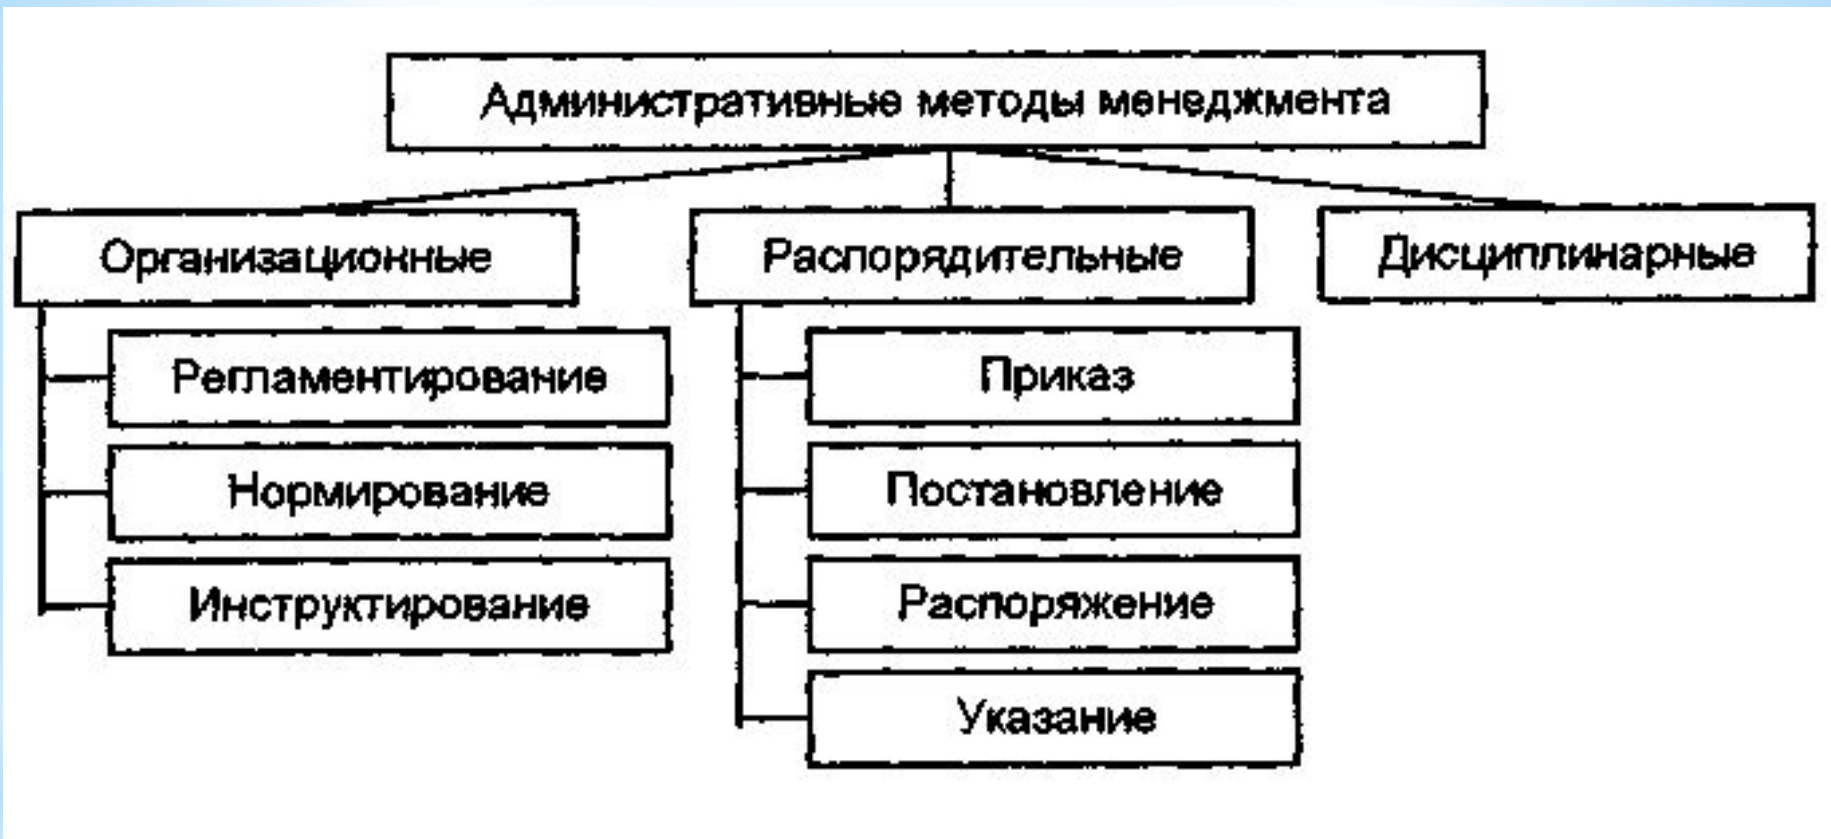 Административные методы менеджмента
Организационные
Распорядительные
Дисциплинарные
Регламентирование
Нормирование
Инструктирование
Приказ
Постановление
Распоряжение
Указание